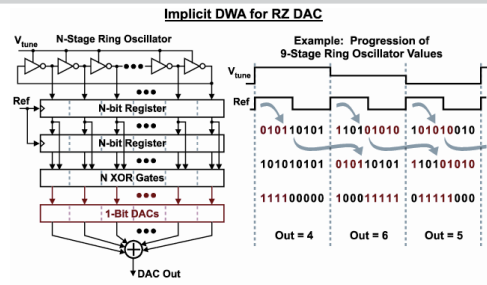 Implicit DWA for RZ DAC
N-Stage Ring Oscillator
Vtune
Ref
N-bit Register
N-bit Register
N XOR Gates
1-Bit DACs
DAC Out
Example: Progression of
9-Stage Ring Oscillator Values
Vtune
Ref
010110101 110101010 101010010
101010101 010110101 110101010
111100000 100011111 011111000
Out = 4 Out = 6 Out = 5